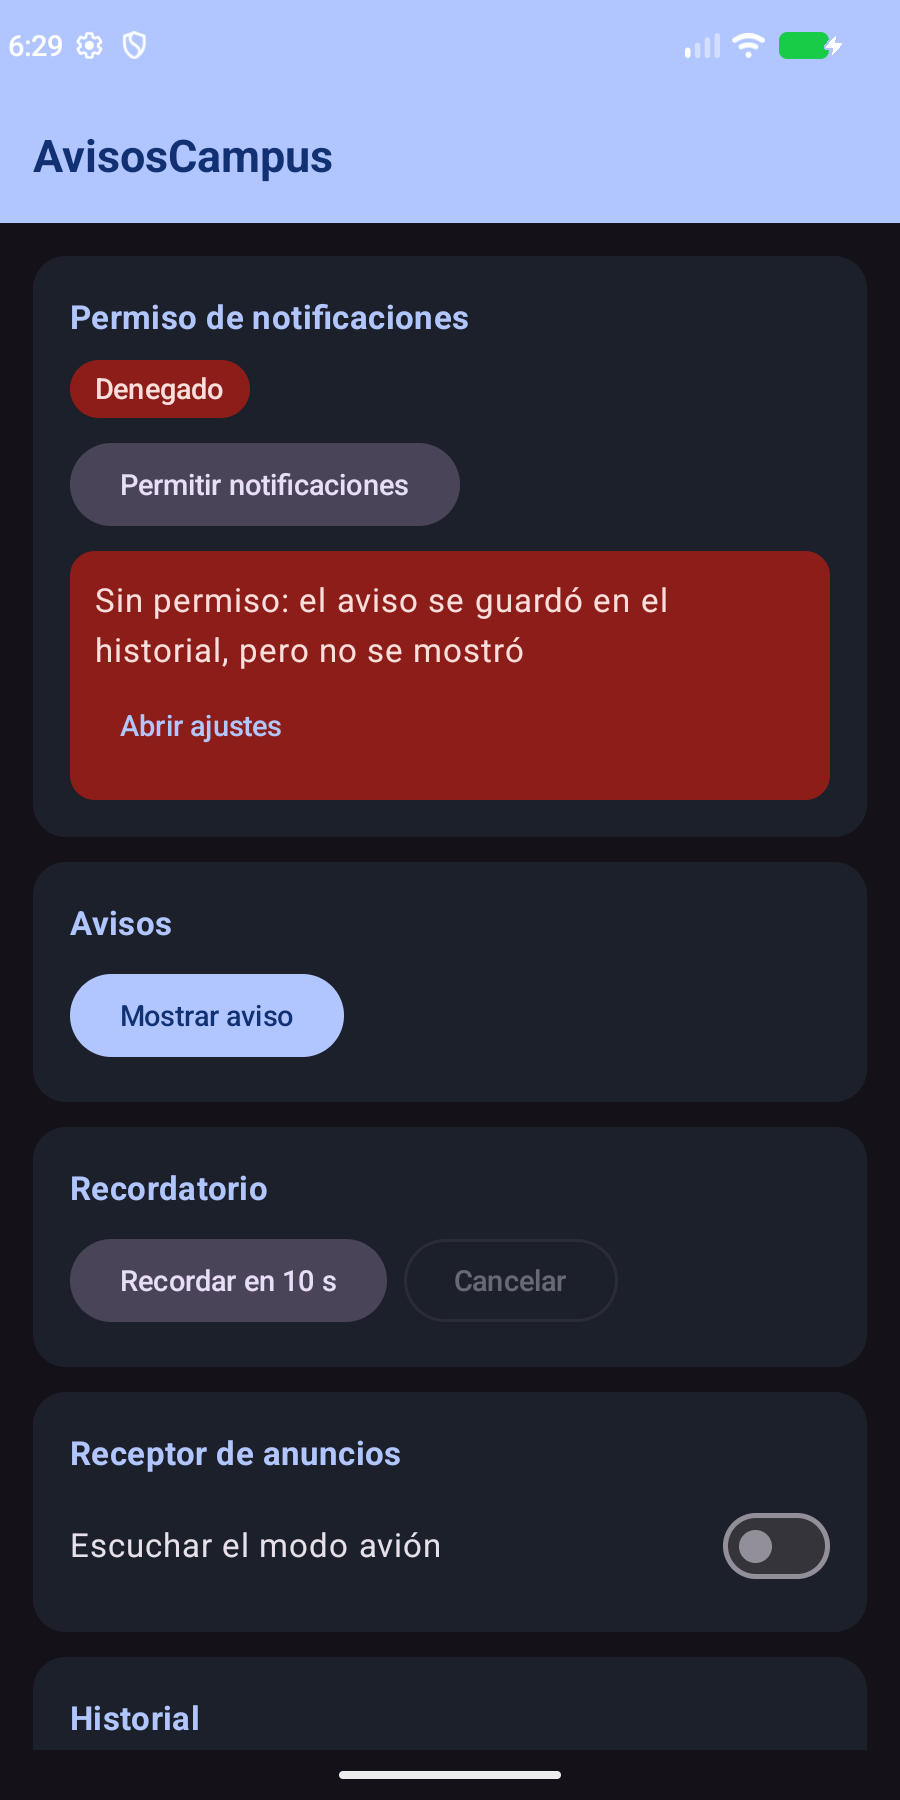 6:29
AvisosCampus
Permiso de notificaciones
Denegado
Permitir notificaciones
Sin permiso: el aviso se guardó en el
historial, pero no se mostró
Abrir ajustes
Avisos
Mostrar aviso
Recordatorio
Recordar en 10 s
Cancelar
Receptor de anuncios
Escuchar el modo avión
Historial